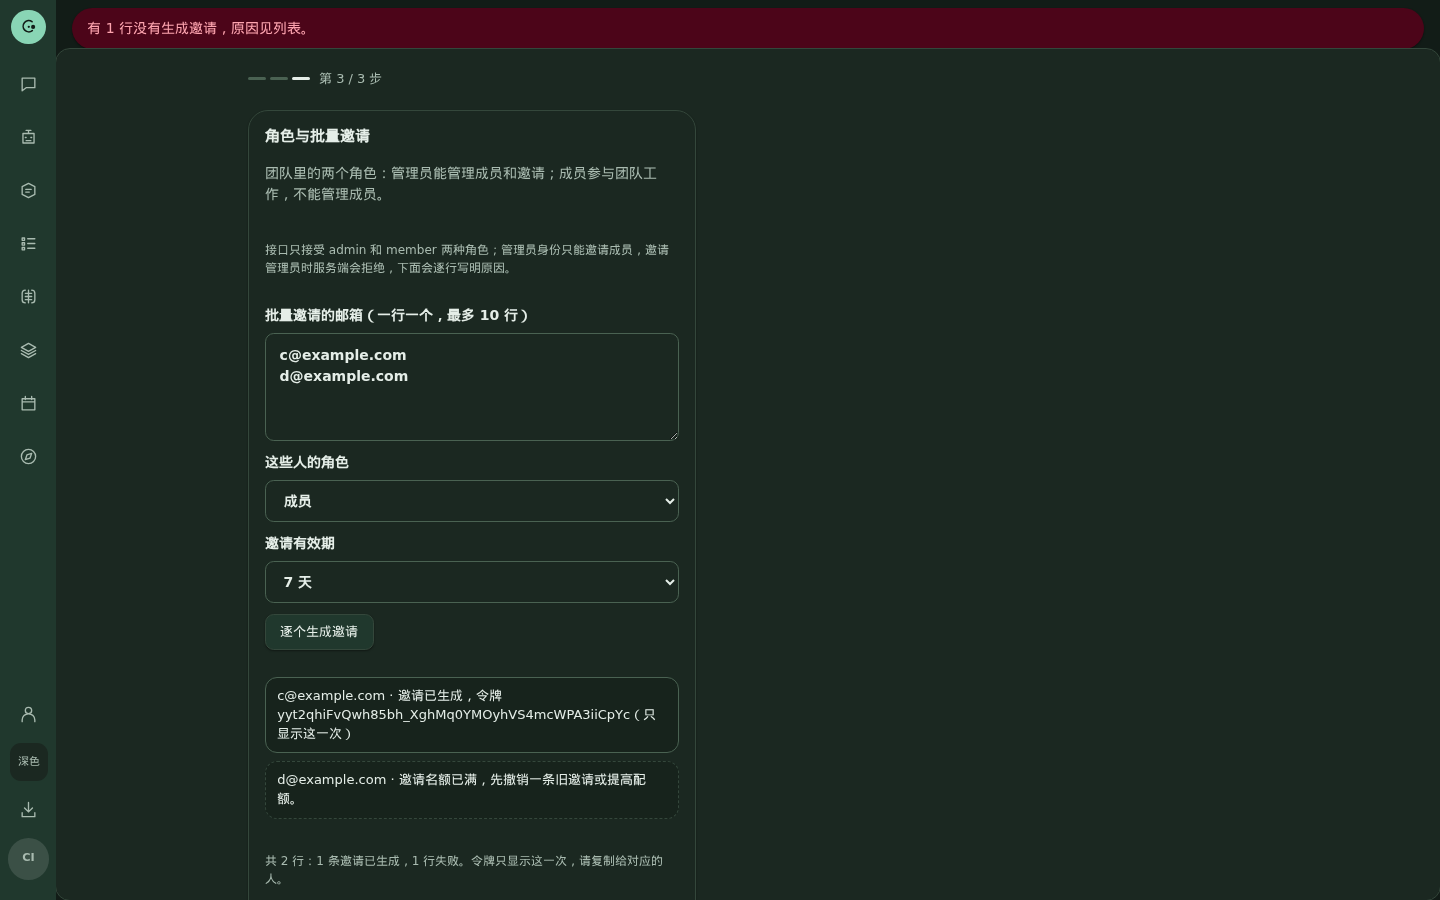 有 1 行没有生成邀请，原因见列表。
第 3 / 3 步
角色与批量邀请
团队里的两个角色：管理员能管理成员和邀请；成员参与团队工
作，不能管理成员。
接口只接受 admin 和 member 两种角色；管理员身份只能邀请成员，邀请
管理员时服务端会拒绝，下面会逐行写明原因。
批量邀请的邮箱（一行一个，最多 10 行）
c@example.com
d@example.com
这些人的角色
成员
邀请有效期
7 天
逐个生成邀请
c@example.com · 邀请已生成，令牌
yyt2qhiFvQwh85bh_XghMq0YMOyhVS4mcWPA3iiCpYc（只
显示这一次）
d@example.com · 邀请名额已满，先撤销一条旧邀请或提高配
额。
共 2 行：1 条邀请已生成，1 行失败。令牌只显示这一次，请复制给对应的
人。
深色
CI